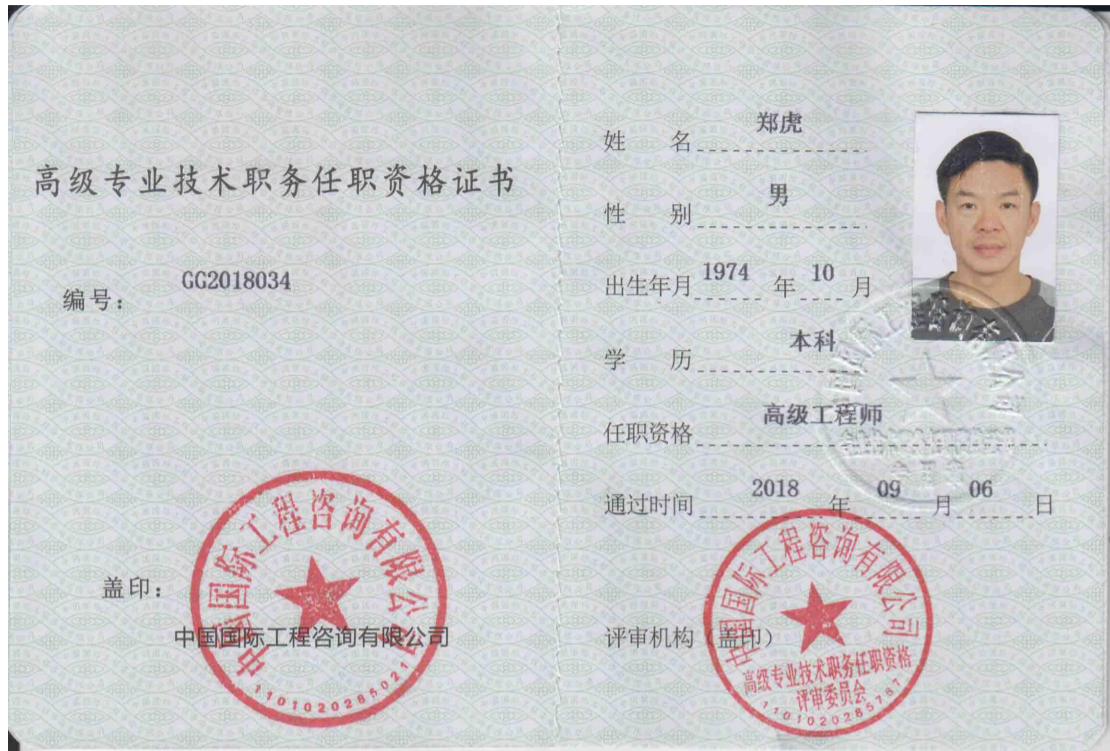 高级专业技术职务任职资格证书
编号： GG2018034
盖印：
中国国际工程咨询有限公司
中国国际工程咨询有限公司
姓 名 郑虎
性 别 男
出生年月 1974 年 10 月
学 历 本科
任职资格 高级工程师
通过时间 2018 年 09 月 06 日
评审机构（盖印）
中国国际工程咨询有限公司
高级专业技术职务任职资格
评审委员会
1101020285787